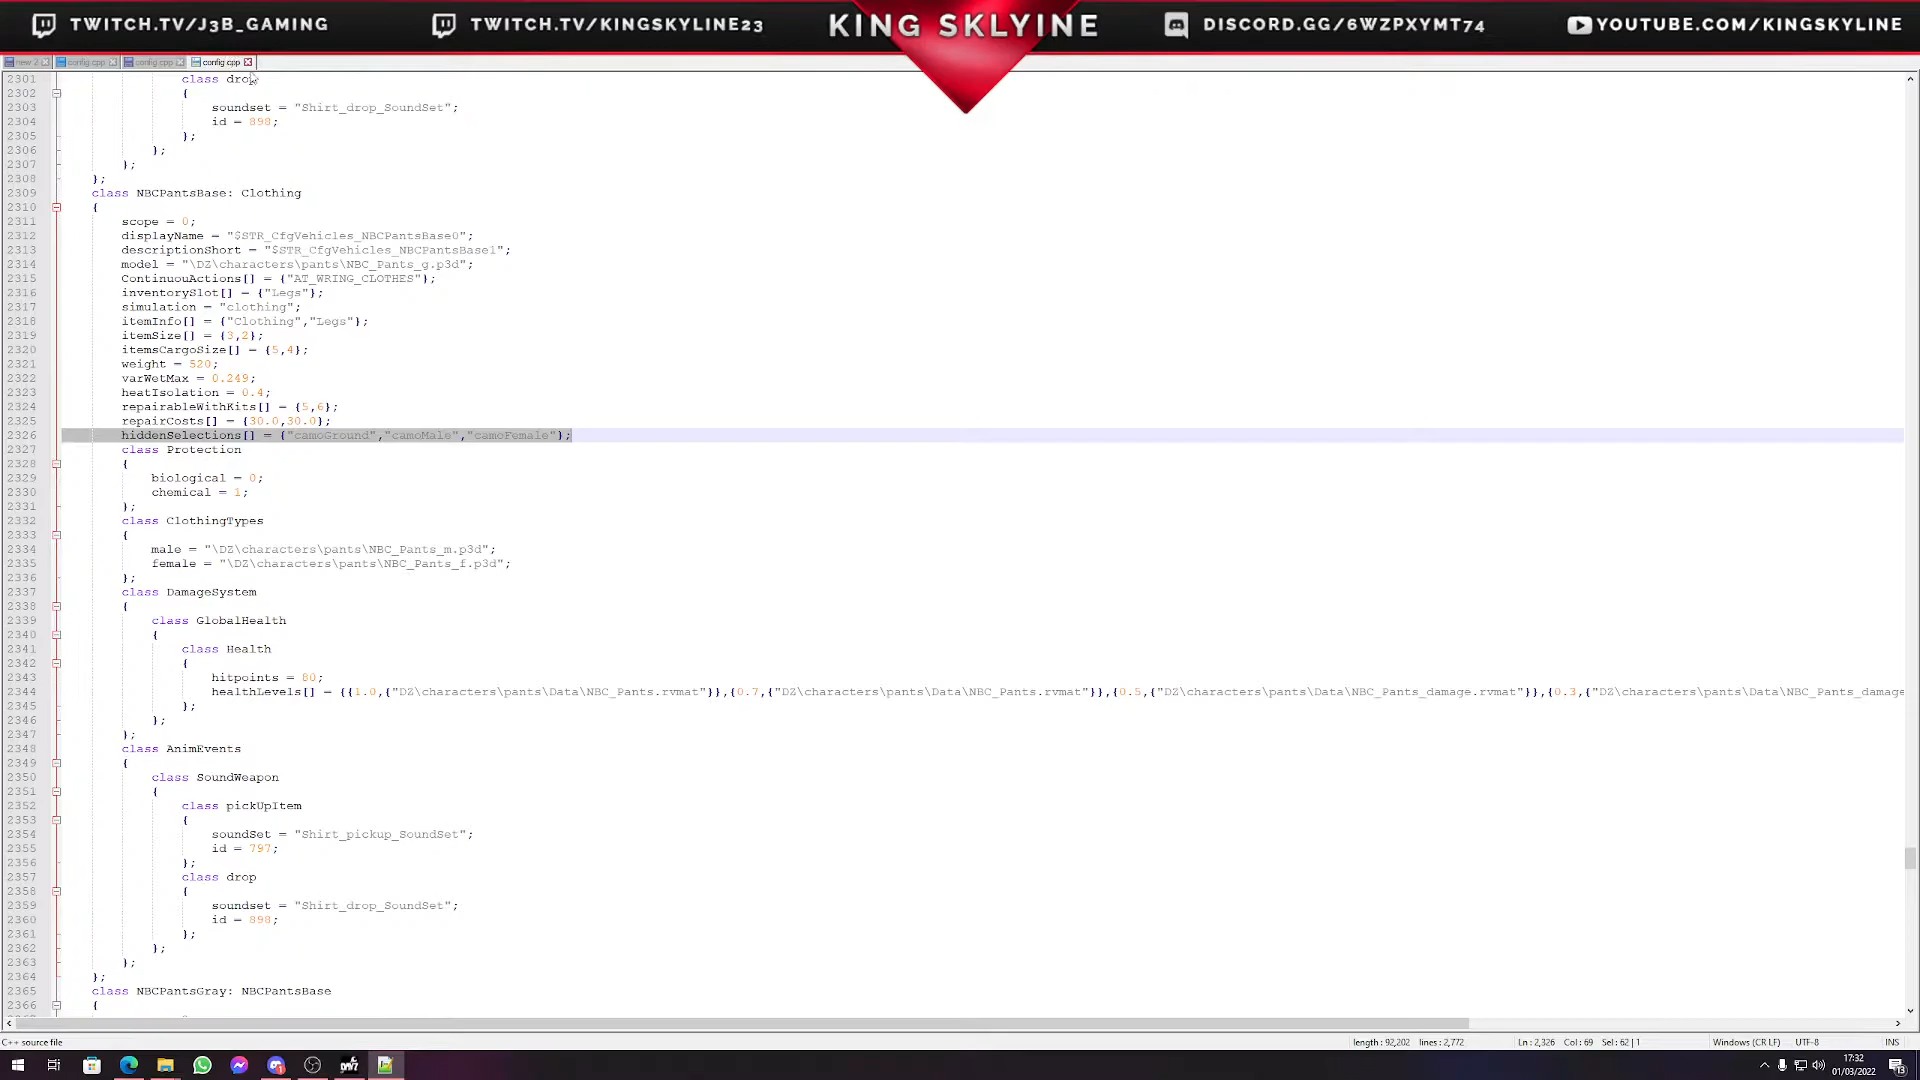 TWITCH.TV/J3B_GAMING
TWITCH.TV/KINGSKYLINE23
KING SKLYINE
DISCORD.GG/6WZPXYMT74
YOUTUBE.COM/KINGSKYLINE
new 2 config.cpp config.cpp config.cpp
2301 class drop
2302 {
2303 soundset = "Shirt_drop_SoundSet";
2304 id = 898;
2305 };
2306 };
2307 };
2308 };
2309 class NBCPantsBase: Clothing
2310 {
2311 scope = 0;
2312 displayName = "$STR_CfgVehicles_NBCPantsBase0";
2313 descriptionShort = "$STR_CfgVehicles_NBCPantsBase1";
2314 model = "\DZ\characters\pants\NBC_Pants_g.p3d";
2315 ContinuouActions[] = {"AT_WRING_CLOTHES"};
2316 inventorySlot[] = {"Legs"};
2317 simulation = "clothing";
2318 itemInfo[] = {"Clothing","Legs"};
2319 itemSize[] = {3,2};
2320 itemsCargoSize[] = {5,4};
2321 weight = 520;
2322 varWetMax = 0.249;
2323 heatIsolation = 0.4;
2324 repairableWithKits[] = {5,6};
2325 repairCosts[] = {30.0,30.0};
2326 hiddenSelections[] = {"camoGround","camoMale","camoFemale"};
2327 class Protection
2328 {
2329 biological = 0;
2330 chemical = 1;
2331 };
2332 class ClothingTypes
2333 {
2334 male = "\DZ\characters\pants\NBC_Pants_m.p3d";
2335 female = "\DZ\characters\pants\NBC_Pants_f.p3d";
2336 };
2337 class DamageSystem
2338 {
2339 class GlobalHealth
2340 {
2341 class Health
2342 {
2343 hitpoints = 80;
2344 healthLevels[] = {{1.0,{"DZ\characters\pants\Data\NBC_Pants.rvmat"}},{0.7,{"DZ\characters\pants\Data\NBC_Pants.rvmat"}},{0.5,{"DZ\characters\pants\Data\NBC_Pants_damage.rvmat"}},{0.3,{"DZ\characters\pants\Data\NBC_Pants_damage
2345 };
2346 };
2347 };
2348 class AnimEvents
2349 {
2350 class SoundWeapon
2351 {
2352 class pickUpItem
2353 {
2354 soundSet = "Shirt_pickup_SoundSet";
2355 id = 797;
2356 };
2357 class drop
2358 {
2359 soundset = "Shirt_drop_SoundSet";
2360 id = 898;
2361 };
2362 };
2363 };
2364 };
2365 class NBCPantsGray: NBCPantsBase
2366 {
C++ source file length : 92,202 lines : 2,772 Ln : 2,326 Col : 69 Sel : 62 | 1 Windows (CR LF) UTF-8 INS
17:32
01/03/2022